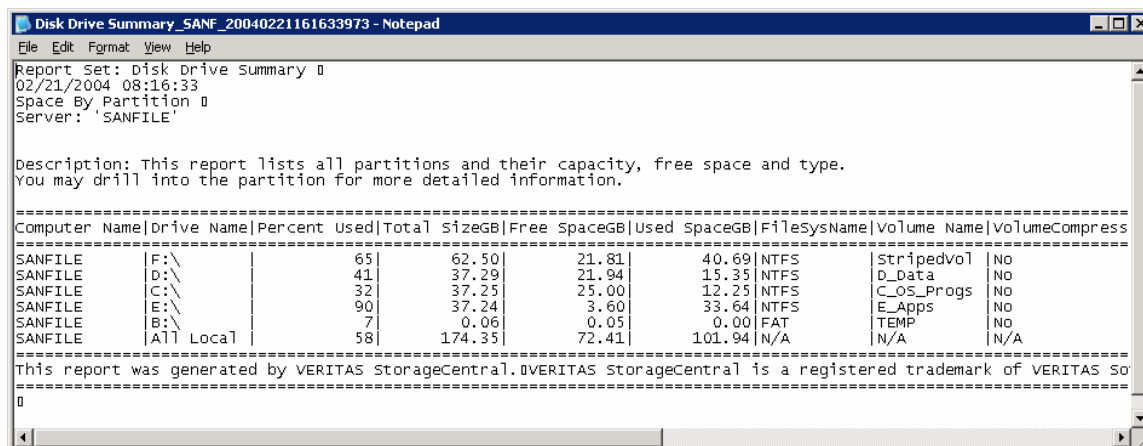 Disk Drive Summary_SANF_20040221161633973 - Notepad
File Edit Format View Help
Report Set: Disk Drive Summary ▯
02/21/2004 08:16:33
Space By Partition ▯
Server: 'SANFILE'
Description: This report lists all partitions and their capacity, free space and type.
You may drill into the partition for more detailed information.
Computer Name|Drive Name|Percent Used|Total SizeGB|Free SpaceGB|Used SpaceGB|FileSysName|Volume Name|VolumeCompress
SANFILE |F:\ | 65| 62.50| 21.81| 40.69|NTFS |StripedVol |No
SANFILE |D:\ | 41| 37.29| 21.94| 15.35|NTFS |D_Data |No
SANFILE |C:\ | 32| 37.25| 25.00| 12.25|NTFS |C_OS_Progs |No
SANFILE |E:\ | 90| 37.24| 3.60| 33.64|NTFS |E_Apps |No
SANFILE |B:\ | 7| 0.06| 0.05| 0.00|FAT |TEMP |No
SANFILE |All Local | 58| 174.35| 72.41| 101.94|N/A |N/A |N/A
This report was generated by VERITAS StorageCentral.▯VERITAS StorageCentral is a registered trademark of VERITAS So
▯